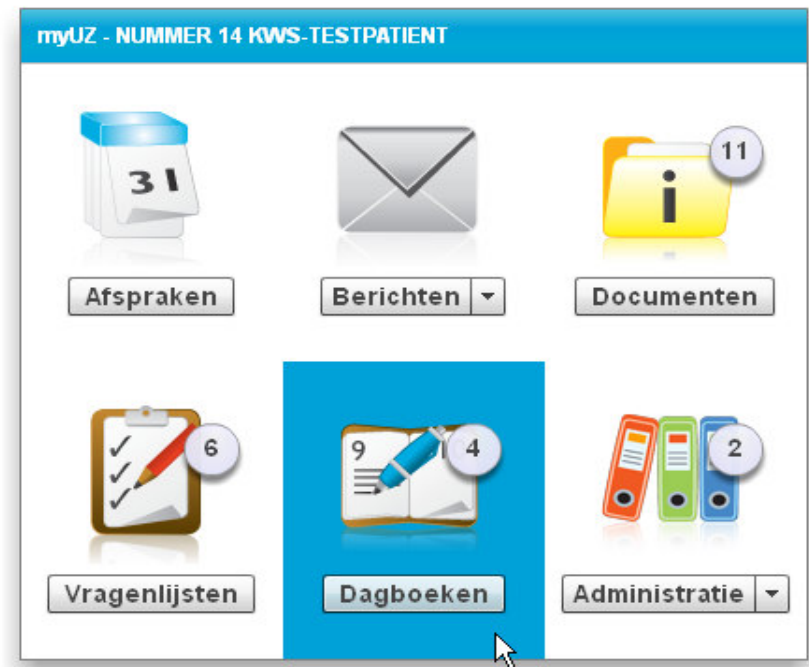 myUZ - NUMMER 14 KWS-TESTPATIENT
31
11
i
Afspraken
Berichten
Documenten
6
9
4
2
Vragenlijsten
Dagboeken
Administratie